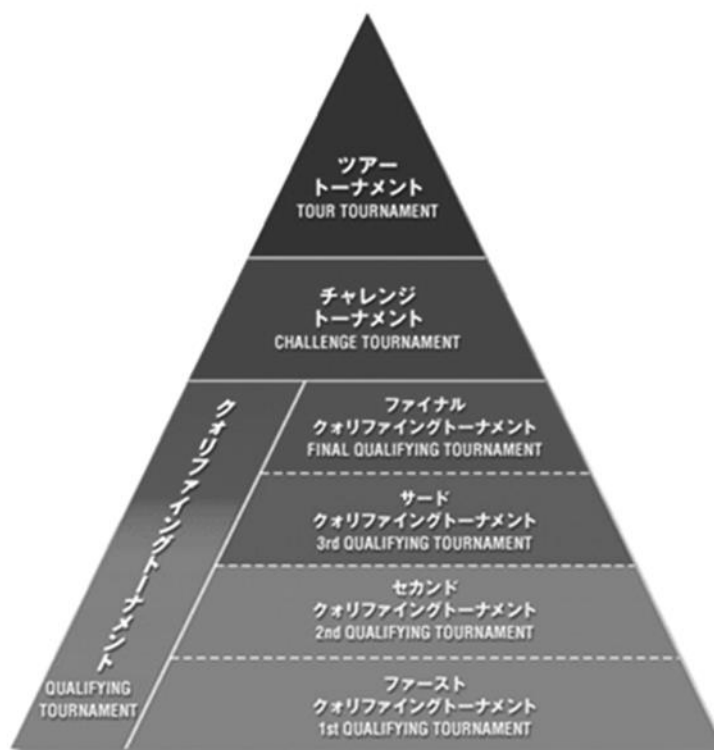 ツアー
トーナメント
TOUR TOURNAMENT
チャレンジ
トーナメント
CHALLENGE TOURNAMENT
クォリファイングトーナメント
QUALIFYING
TOURNAMENT
ファイナル
クォリファイングトーナメント
FINAL QUALIFYING TOURNAMENT
サード
クォリファイングトーナメント
3rd QUALIFYING TOURNAMENT
セカンド
クォリファイングトーナメント
2nd QUALIFYING TOURNAMENT
ファースト
クォリファイングトーナメント
1st QUALIFYING TOURNAMENT